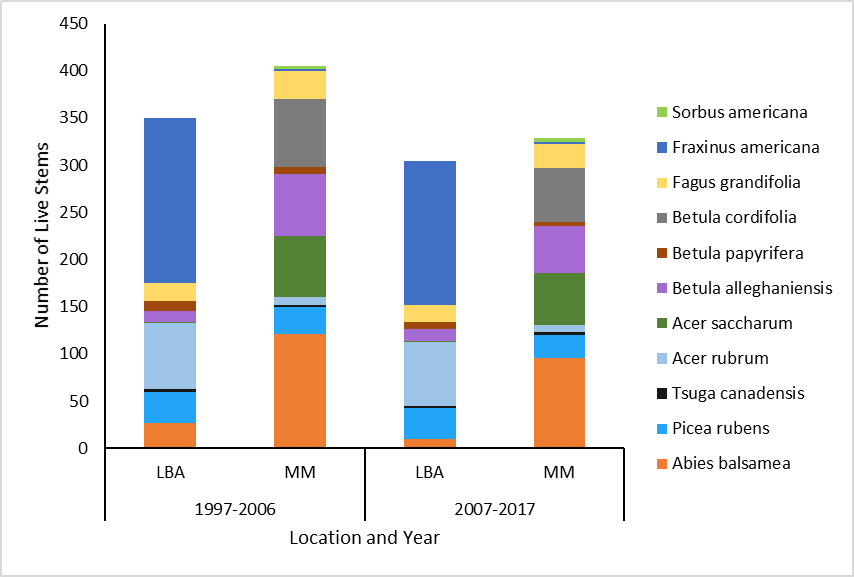 450
400
350
300
250
200
150
100
50
0
Number of Live Stems
LBA MM LBA MM
1997-2006 2007-2017
Location and Year
Sorbus americana
Fraxinus americana
Fagus grandifolia
Betula cordifolia
Betula papyrifera
Betula alleghaniensis
Acer saccharum
Acer rubrum
Tsuga canadensis
Picea rubens
Abies balsamea